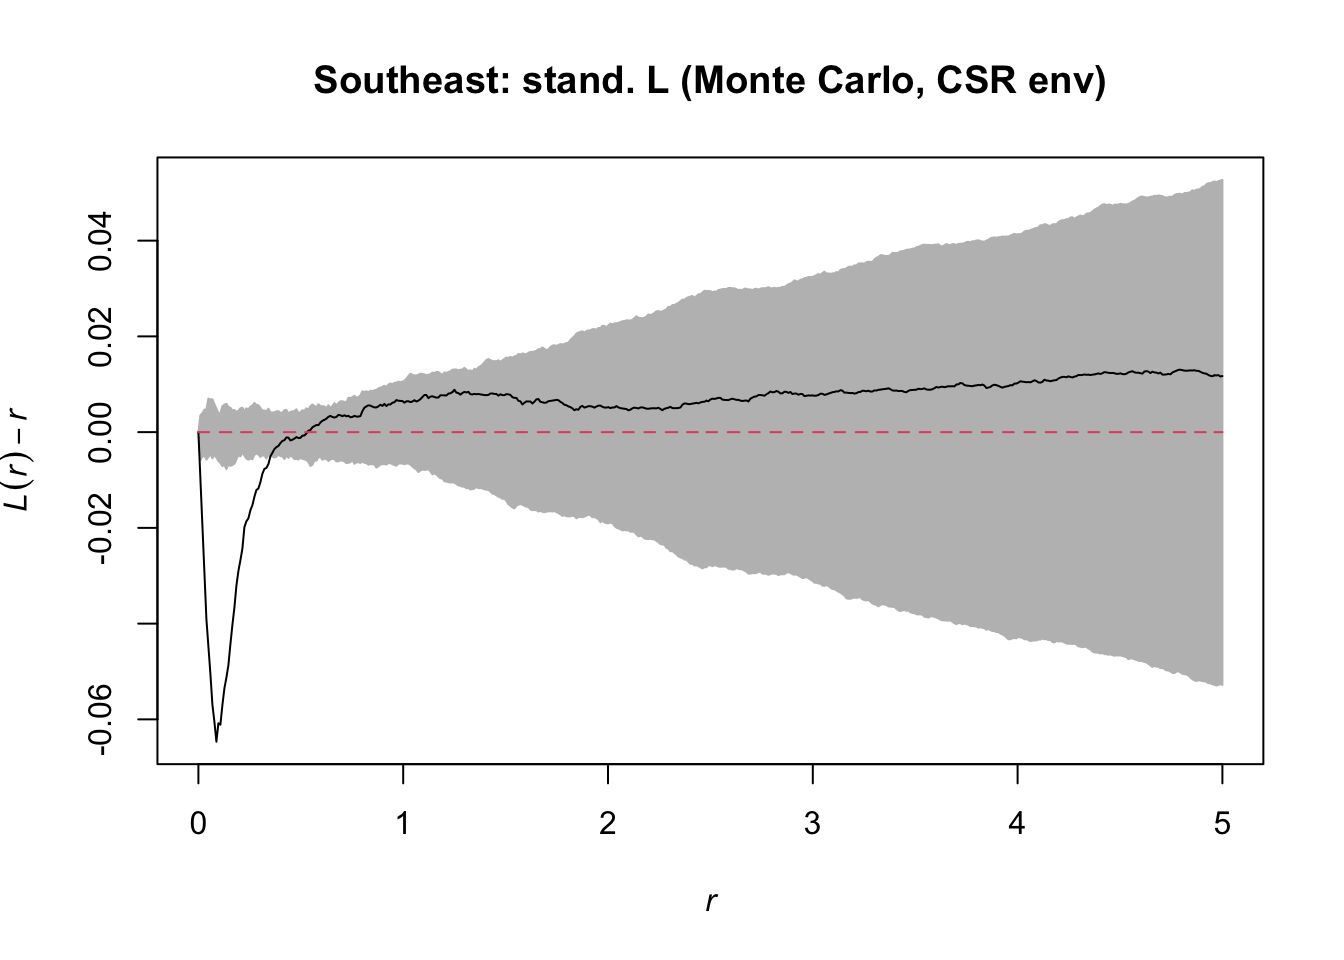 Southeast: stand. L (Monte Carlo, CSR env)
L(r) − r
0.04
0.02
0.00
-0.02
-0.06
0 1 2 3 4 5
r